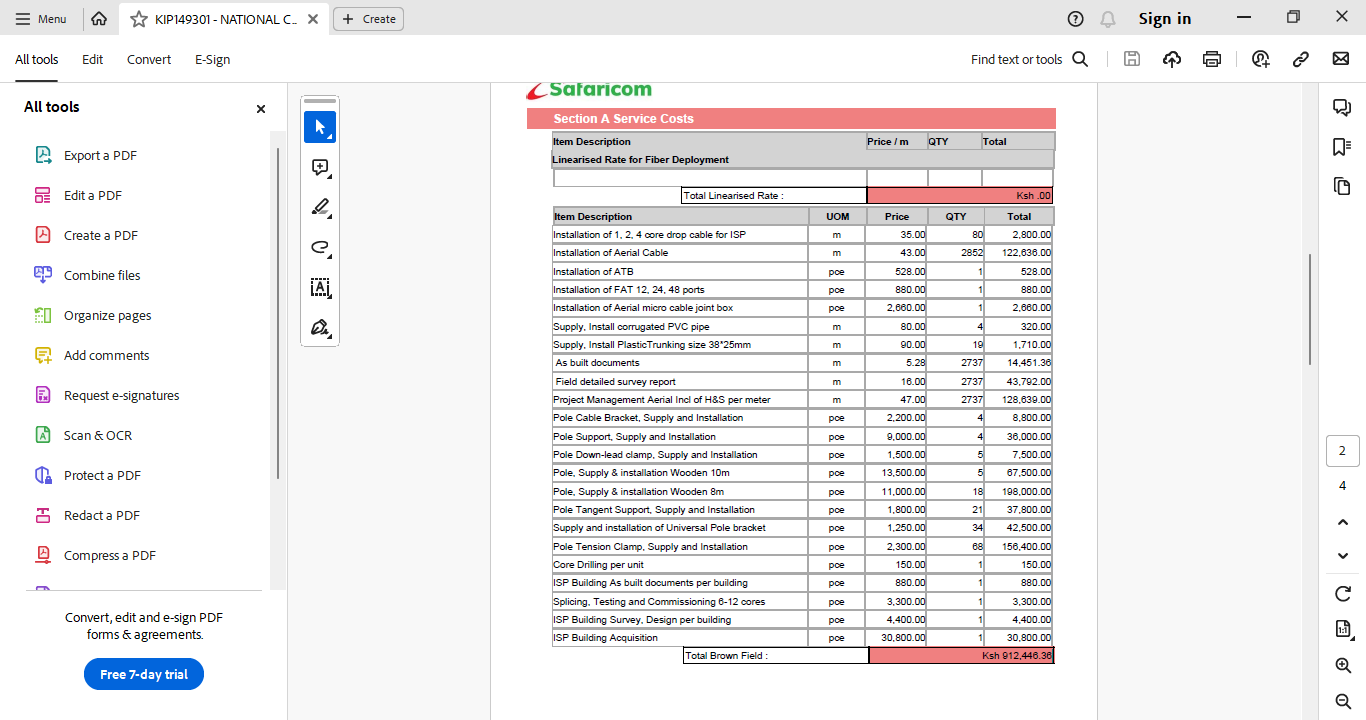 Menu KIP149301 - NATIONAL C... Create Sign in
All tools Edit Convert E-Sign Find text or tools
All tools
Export a PDF
Edit a PDF
Create a PDF
Combine files
Organize pages
Add comments
Request e-signatures
Scan & OCR
Protect a PDF
Redact a PDF
Compress a PDF
Convert, edit and e-sign PDF
forms & agreements.
Free 7-day trial
Safaricom
Section A Service Costs
Item Description Price / m QTY Total
Linearised Rate for Fiber Deployment
Total Linearised Rate : Ksh .00
Item Description UOM Price QTY Total
Installation of 1, 2, 4 core drop cable for ISP m 35.00 80 2,800.00
Installation of Aerial Cable m 43.00 2852 122,636.00
Installation of ATB pce 528.00 1 528.00
Installation of FAT 12, 24, 48 ports pce 880.00 1 880.00
Installation of Aerial micro cable joint box pce 2,660.00 1 2,660.00
Supply, Install corrugated PVC pipe m 80.00 4 320.00
Supply, Install PlasticTrunking size 38*25mm m 90.00 19 1,710.00
As built documents m 5.28 2737 14,451.36
Field detailed survey report m 16.00 2737 43,792.00
Project Management Aerial Incl of H&S per meter m 47.00 2737 128,639.00
Pole Cable Bracket, Supply and Installation pce 2,200.00 4 8,800.00
Pole Support, Supply and Installation pce 9,000.00 4 36,000.00
Pole Down-lead clamp, Supply and Installation pce 1,500.00 5 7,500.00
Pole, Supply & installation Wooden 10m pce 13,500.00 5 67,500.00
Pole, Supply & installation Wooden 8m pce 11,000.00 18 198,000.00
Pole Tangent Support, Supply and Installation pce 1,800.00 21 37,800.00
Supply and installation of Universal Pole bracket pce 1,250.00 34 42,500.00
Pole Tension Clamp, Supply and Installation pce 2,300.00 68 156,400.00
Core Drilling per unit pce 150.00 1 150.00
ISP Building As built documents per building pce 880.00 1 880.00
Splicing, Testing and Commissioning 6-12 cores pce 3,300.00 1 3,300.00
ISP Building Survey, Design per building pce 4,400.00 1 4,400.00
ISP Building Acquisition pce 30,800.00 1 30,800.00
Total Brown Field : Ksh 912,446.36
2
4
1:1